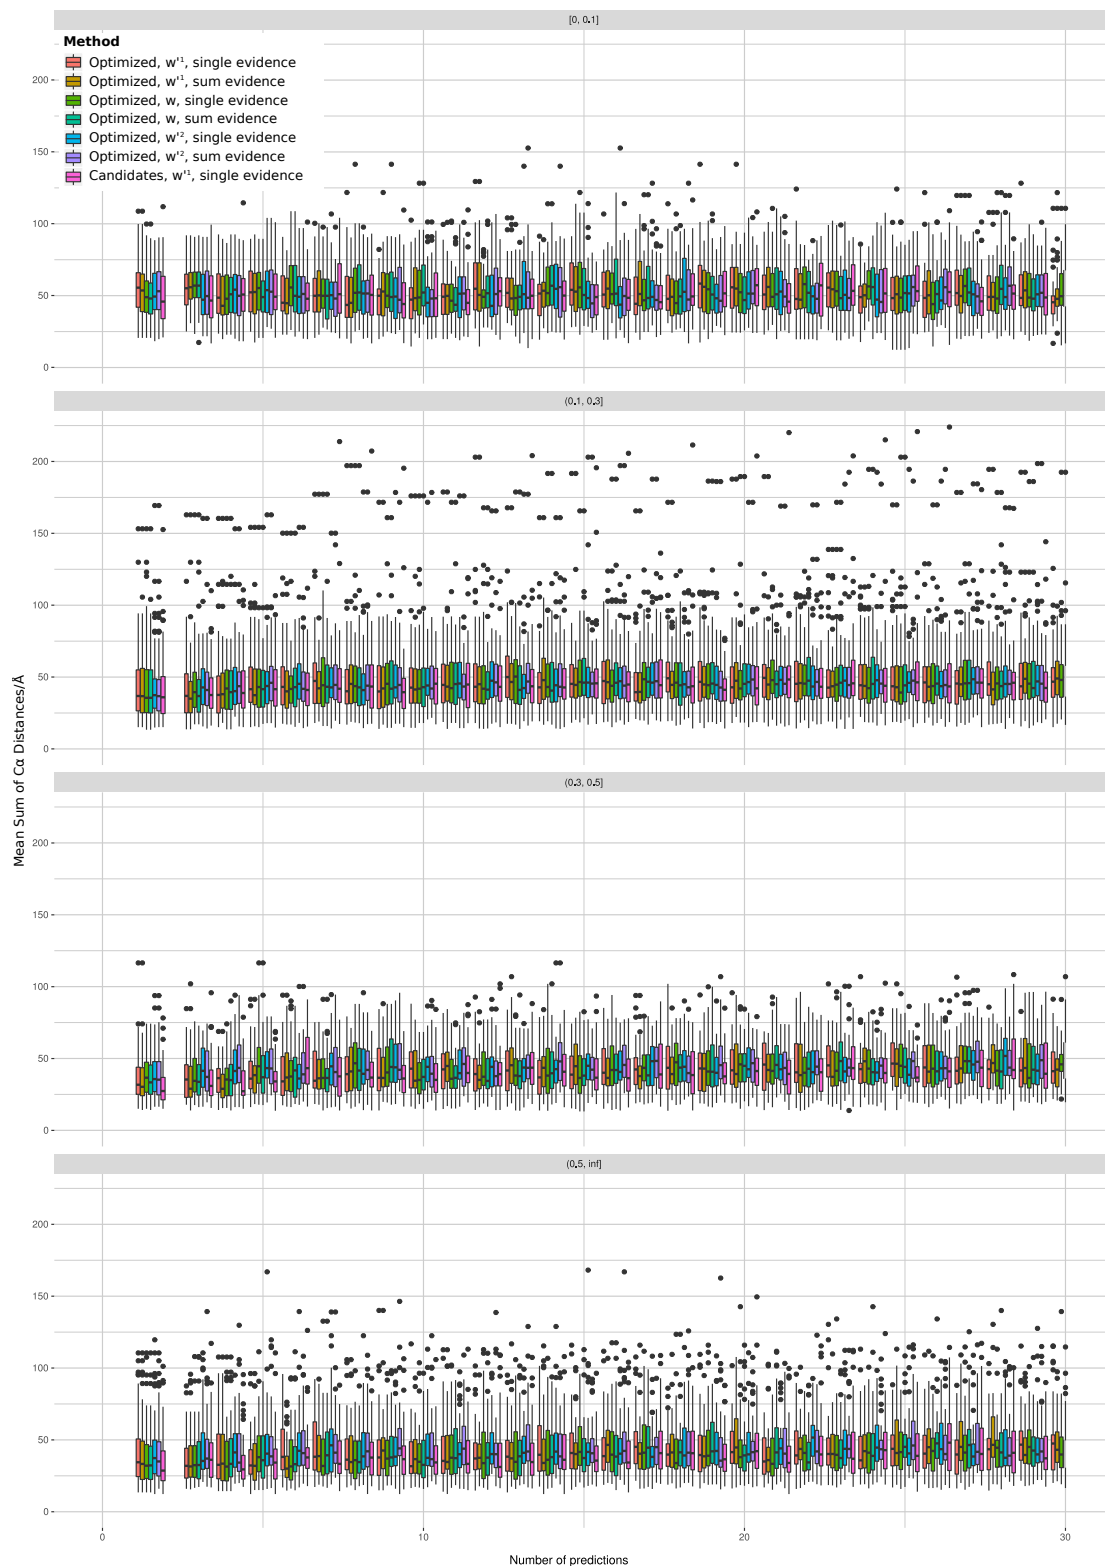 [0, 0.1]
Method
Optimized, w'¹, single evidence
Optimized, w'¹, sum evidence
Optimized, w, single evidence
Optimized, w, sum evidence
Optimized, w'², single evidence
Optimized, w'², sum evidence
Candidates, w'¹, single evidence
200
150
100
50
0
(0.1, 0.3]
200
150
100
50
0
Mean Sum of Cα Distances/Å
(0.3, 0.5]
200
150
100
50
0
(0.5, inf]
200
150
100
50
0
0 10 20 30
Number of predictions